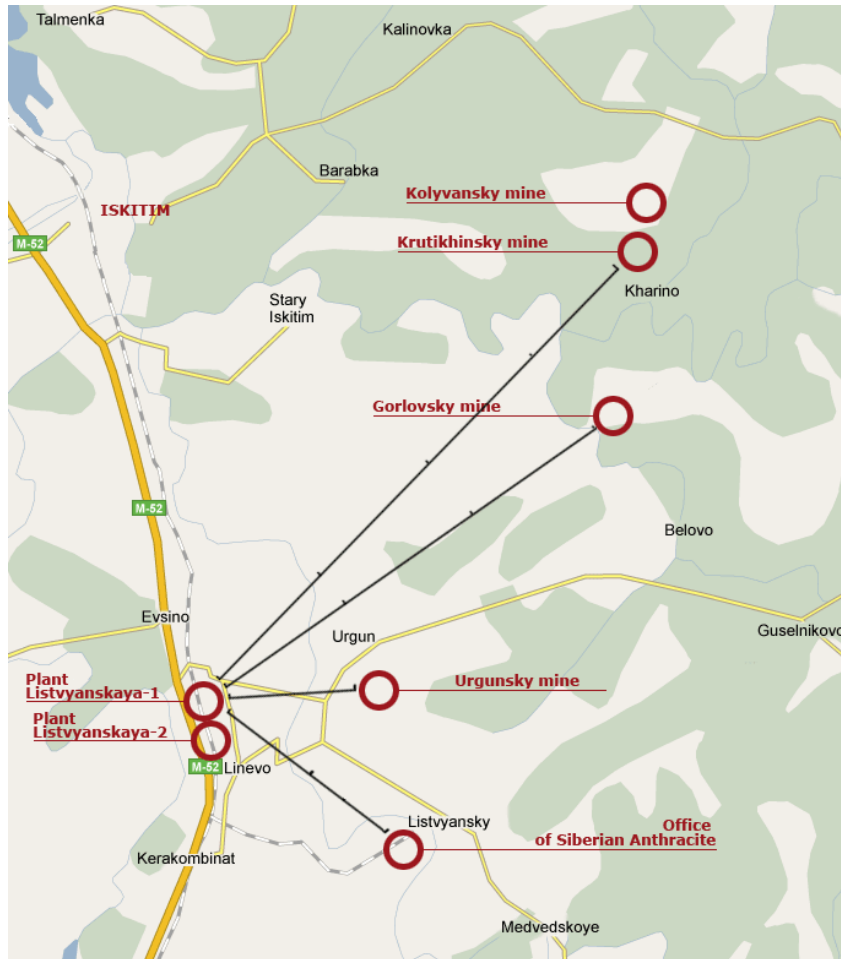 Talmenka
Kalinovka
Barabka
Kolyvansky mine
ISKITIM
M-52
Krutikhinsky mine
Kharino
Stary
Iskitim
Gorlovsky mine
M-52
Belovo
Evsino
Urgun
Guselnikovo
Plant
Listvyanskaya-1
Urgunsky mine
Plant
Listvyanskaya-2
M-52
Linevo
Listvyansky
Office
of Siberian Anthracite
Kerakombinat
Medvedskoye